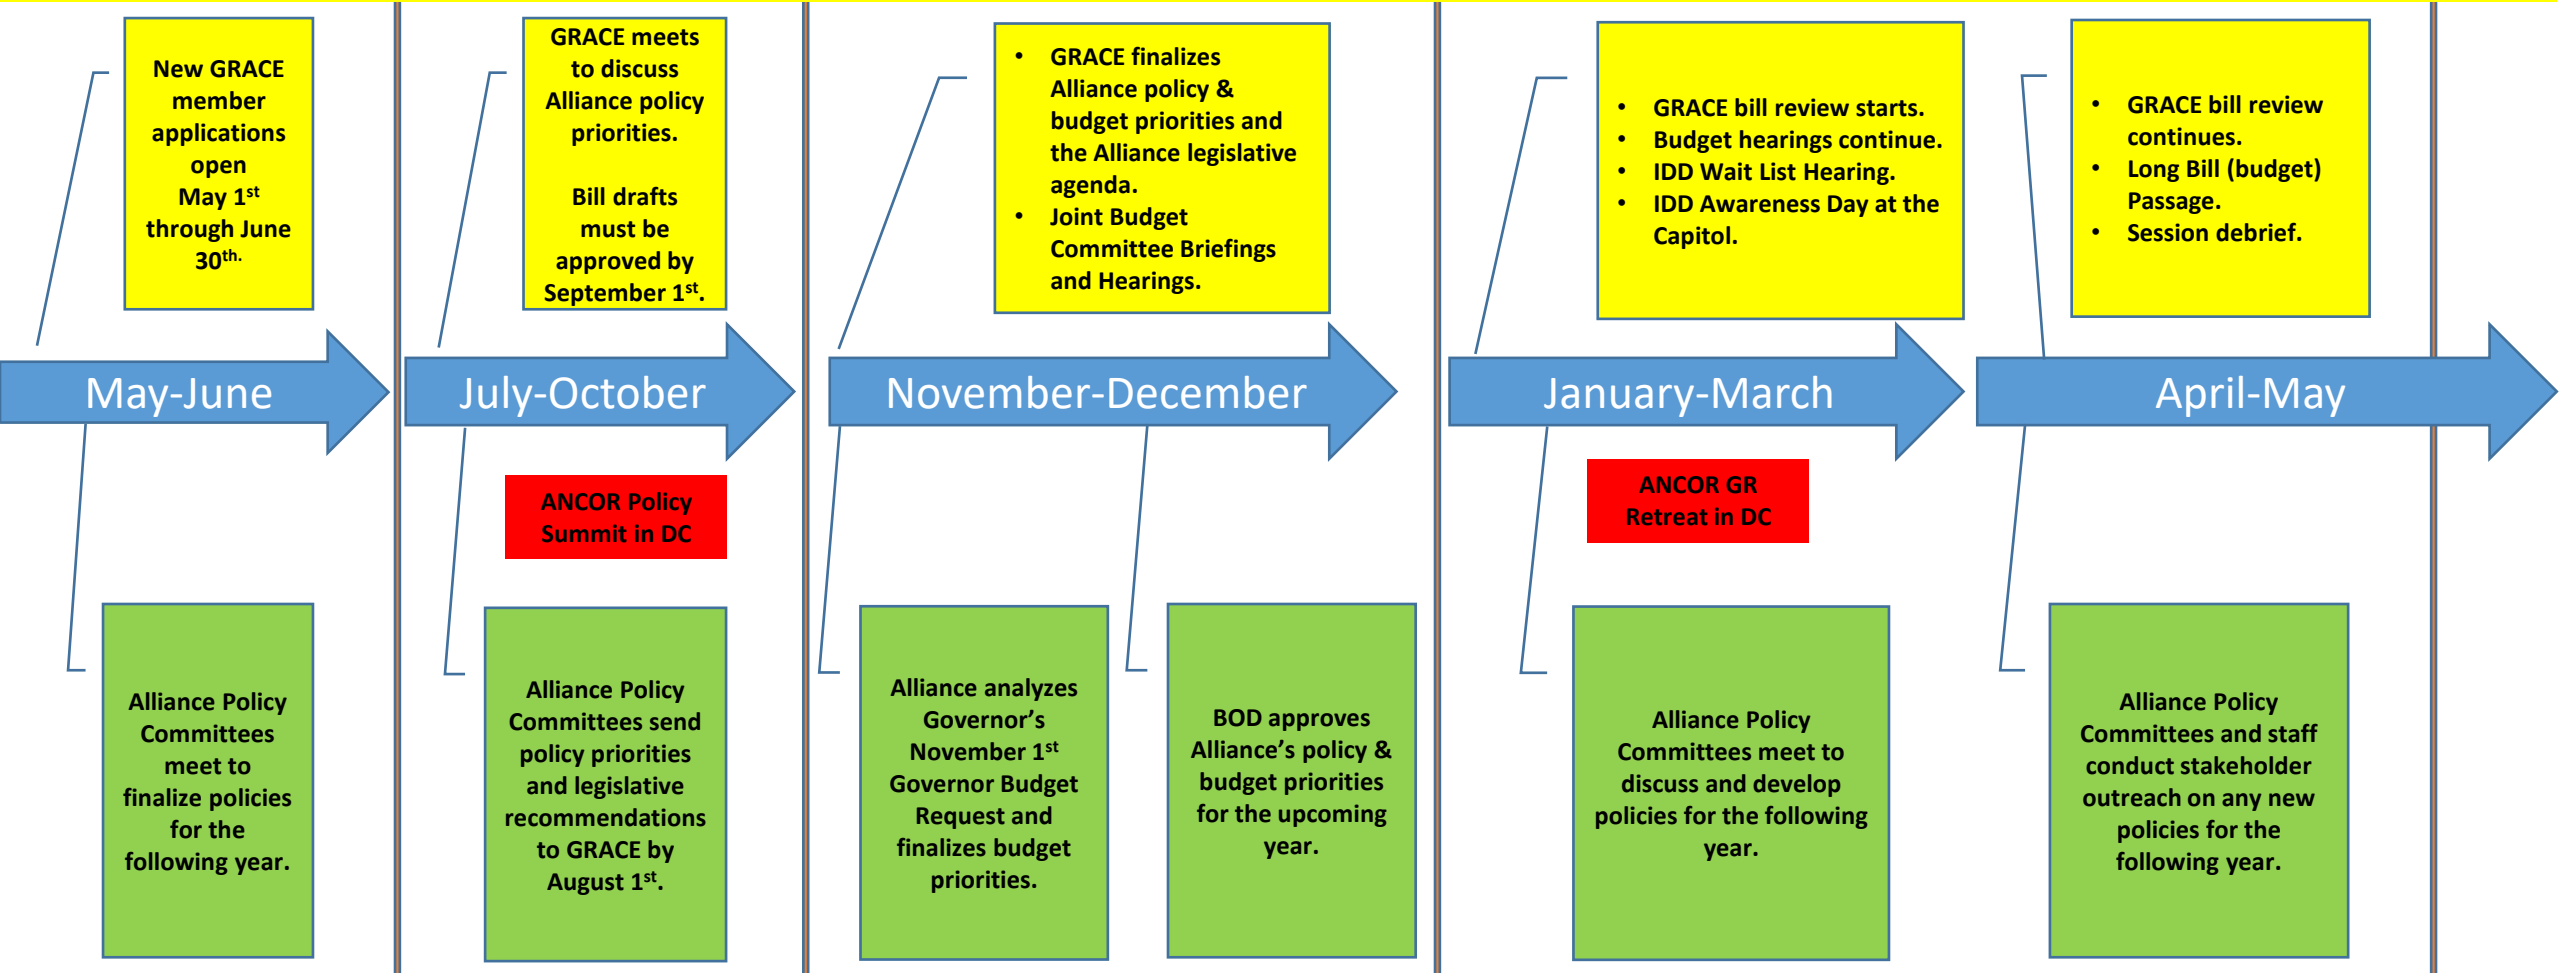 New GRACE
member
applications
open
May 1st
through June
30th.
GRACE meets
to discuss
Alliance policy
priorities.
Bill drafts
must be
approved by
September 1st.
• GRACE finalizes
Alliance policy &
budget priorities and
the Alliance legislative
agenda.
• Joint Budget
Committee Briefings
and Hearings.
• GRACE bill review starts.
• Budget hearings continue.
• IDD Wait List Hearing.
• IDD Awareness Day at the
Capitol.
• GRACE bill review
continues.
• Long Bill (budget)
Passage.
• Session debrief.
May-June
July-October
November-December
January-March
April-May
ANCOR Policy
Summit in DC
ANCOR GR
Retreat in DC
Alliance Policy
Committees
meet to
finalize policies
for the
following year.
Alliance Policy
Committees send
policy priorities
and legislative
recommendations
to GRACE by
August 1st.
Alliance analyzes
Governor’s
November 1st
Governor Budget
Request and
finalizes budget
priorities.
BOD approves
Alliance’s policy &
budget priorities
for the upcoming
year.
Alliance Policy
Committees meet to
discuss and develop
policies for the following
year.
Alliance Policy
Committees and staff
conduct stakeholder
outreach on any new
policies for the
following year.